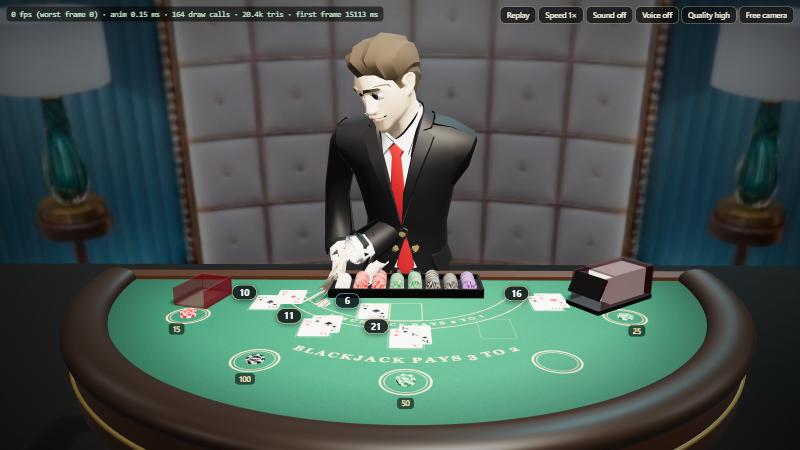 0 fps (worst frame 0) · anim 0.15 ms · 164 draw calls · 20.4k tris · first frame 15113 ms
Replay
Speed 1×
Sound off
Voice off
Quality high
Free camera
10
6
16
11
21
15
25
BLACKJACK PAYS 3 TO 2
100
50